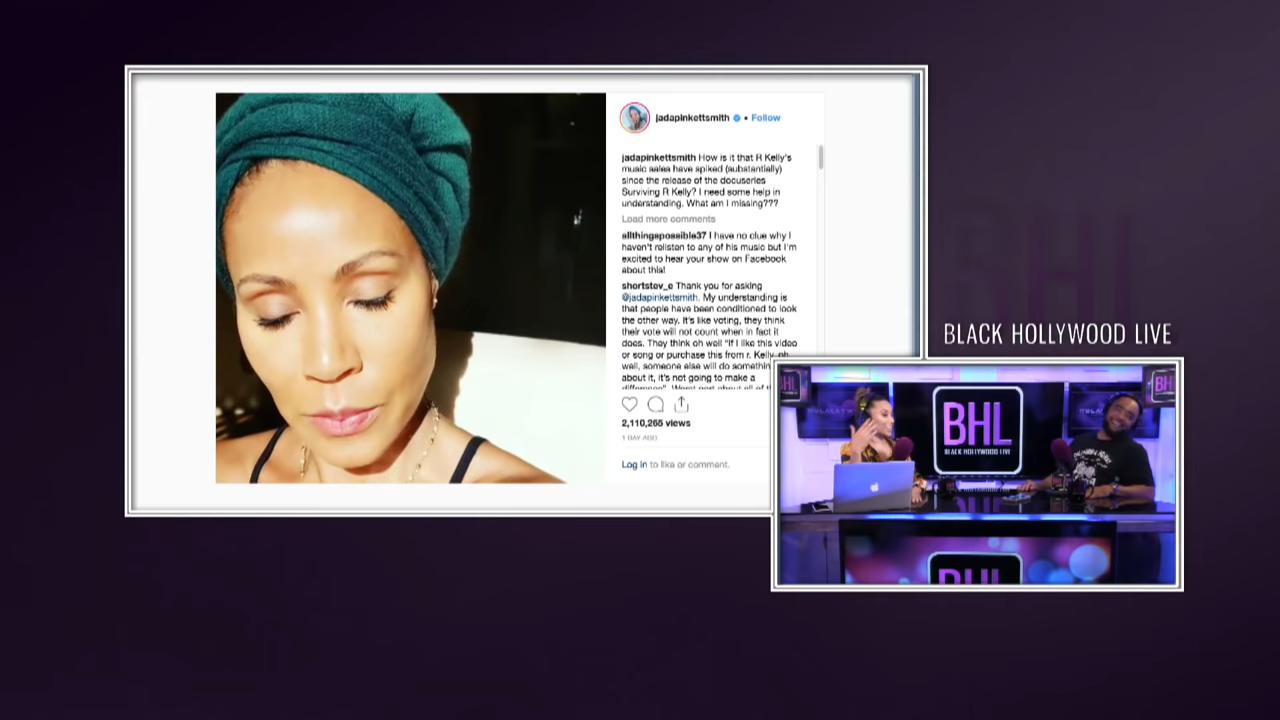 jadapinkettsmith • Follow
jadapinkettsmith How is it that R Kelly's
music sales have spiked (substantially)
since the release of the docuseries
Surviving R Kelly? I need some help in
understanding. What am I missing???
Load more comments
allthingspossible37 I have no clue why I
haven't relisten to any of his music but I'm
excited to hear your show on Facebook
about this!
shortstev_e Thank you for asking
@jadapinkettsmith. My understanding is
that people have been conditioned to look
the other way. It's like voting, they think
their vote will not count when in fact it
does. They think oh well "If I like this video
or song or purchase this from r. Kelly oh
well, someone else will do somethin
about it, it's not going to make a
2,110,265 views
1 DAY AGO
Log in to like or comment.
BLACK HOLLYWOOD LIVE
BHL
BHL
BHL
BLACK HOLLYWOOD LIVE
BHL